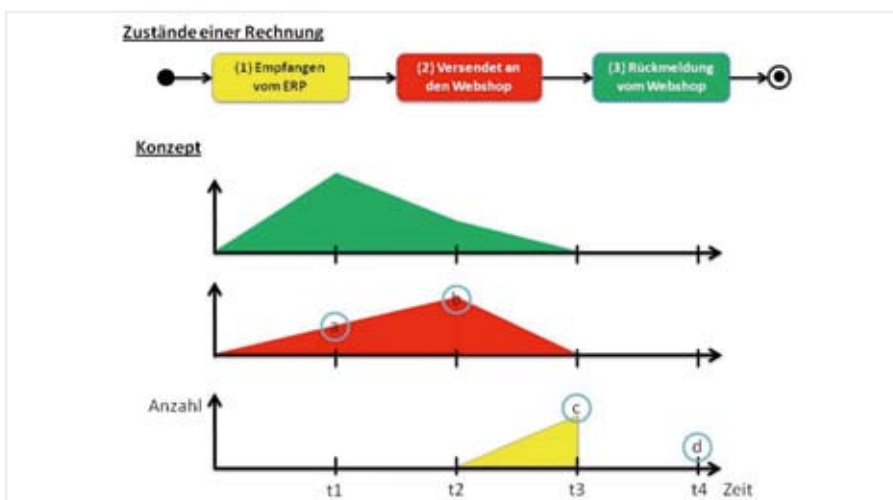 Zustände einer Rechnung
(1) Empfangen
vom ERP
(2) Versendet an
den Webshop
(3) Rückmeldung
vom Webshop
Konzept
a
b
Anzahl
c
d
t1
t2
t3
t4
Zeit